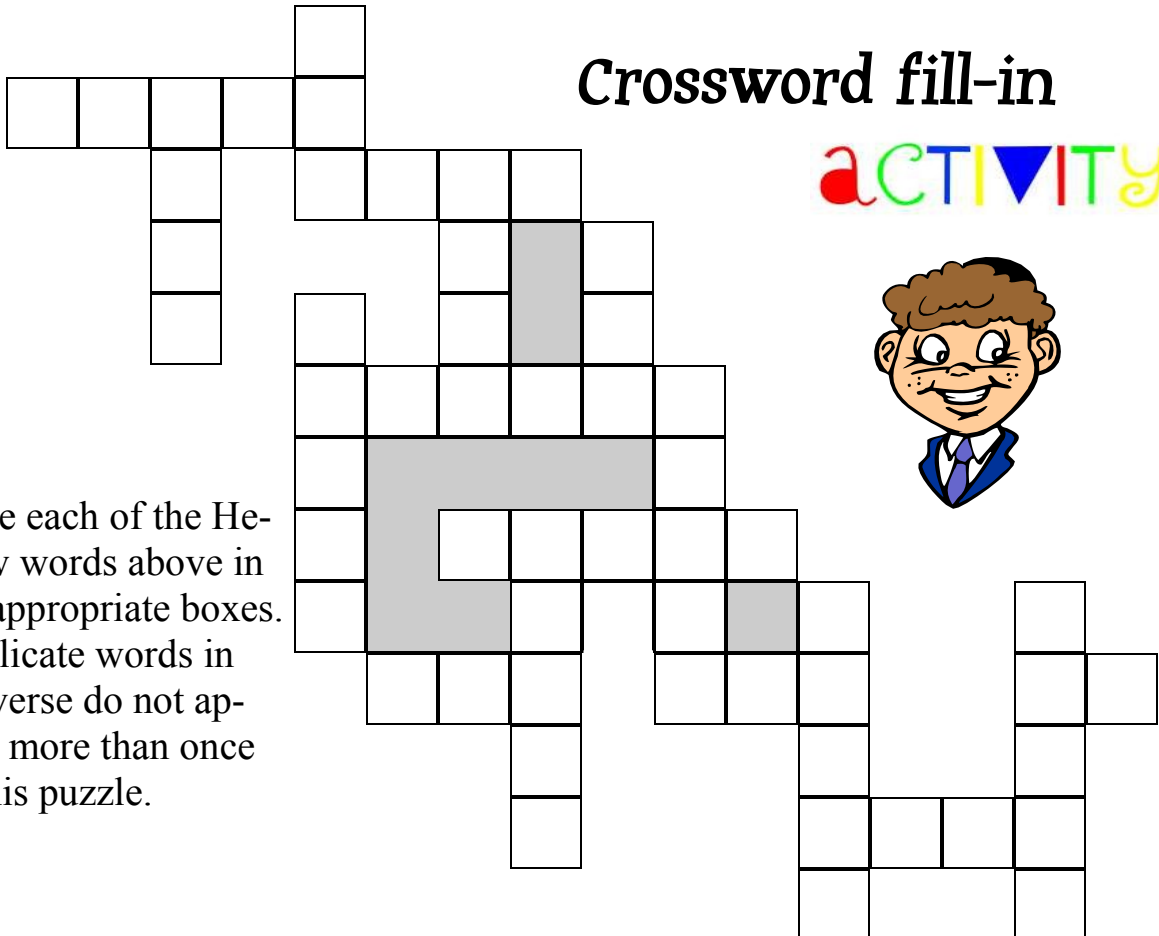 Crossword fill-in
aCTIVITY
e each of the He-
words above in
appropriate boxes.
licate words in
verse do not ap-
more than once
is puzzle.